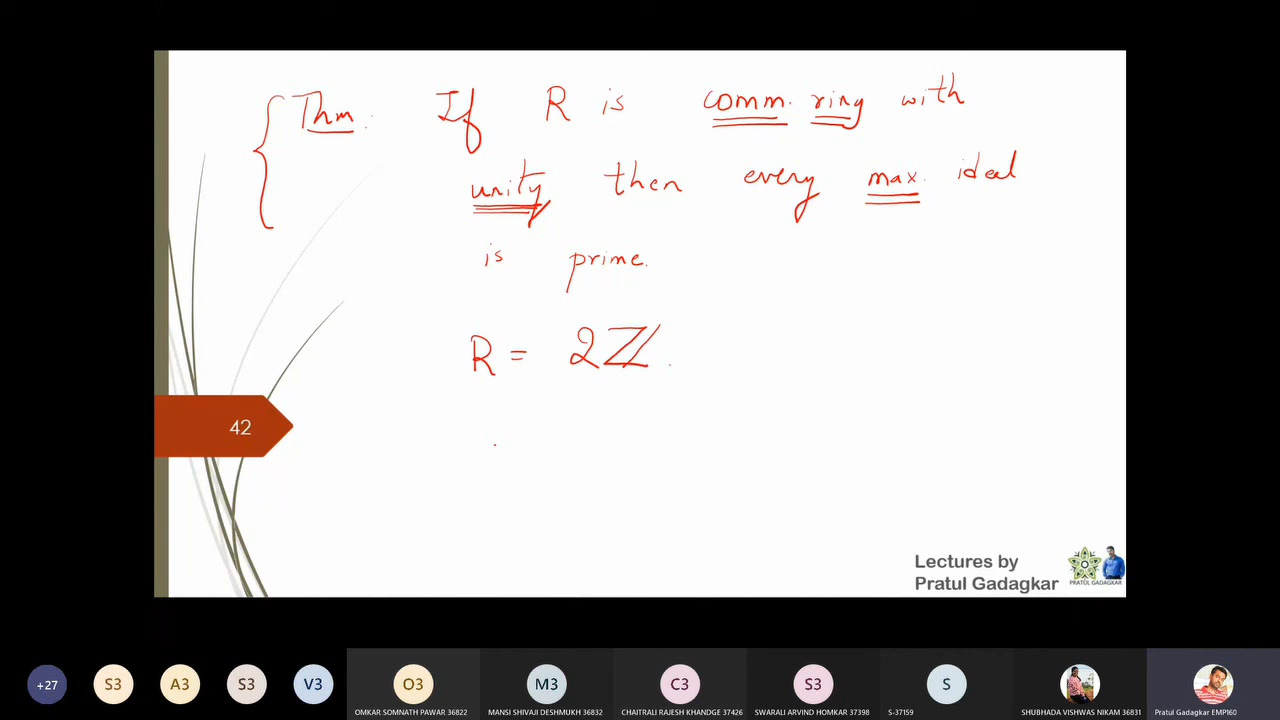 Thm. If R is comm. ring with
unity then every max. ideal
is prime.
R = 2ℤ.
42
Lectures by
Pratul Gadagkar
PRATUL GADAGKAR
+27 S3 A3 S3 V3 O3 M3 C3 S3 S
OMKAR SOMNATH PAWAR 36822 MANSI SHIVAJI DESHMUKH 36832 CHAITRALI RAJESH KHANDGE 37426 SWARALI ARVIND HOMKAR 37398 S-37159 SHUBHADA VISHWAS NIKAM 36831 Pratul Gadagkar EMP160